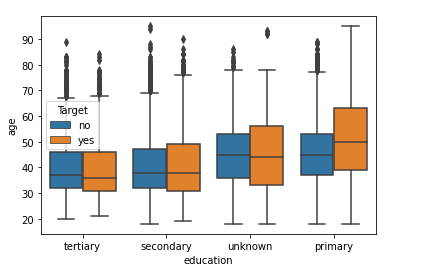 90
80
70
60
50
40
30
20
age
Target
no
yes
tertiary
secondary
unknown
primary
education